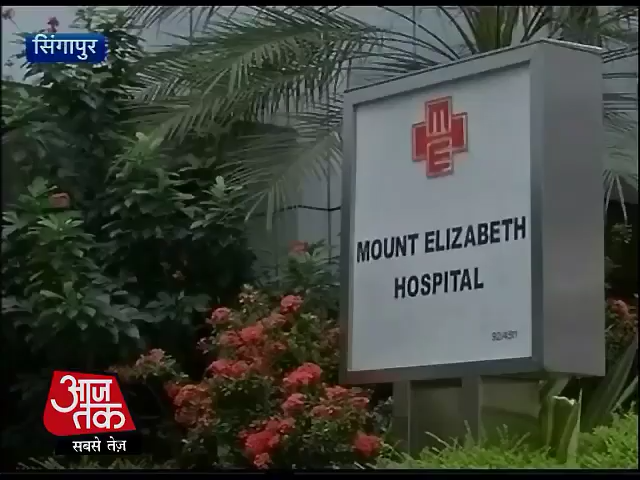 सिंगापुर
ME
MOUNT ELIZABETH
HOSPITAL
आज
तक
सबसे तेज़